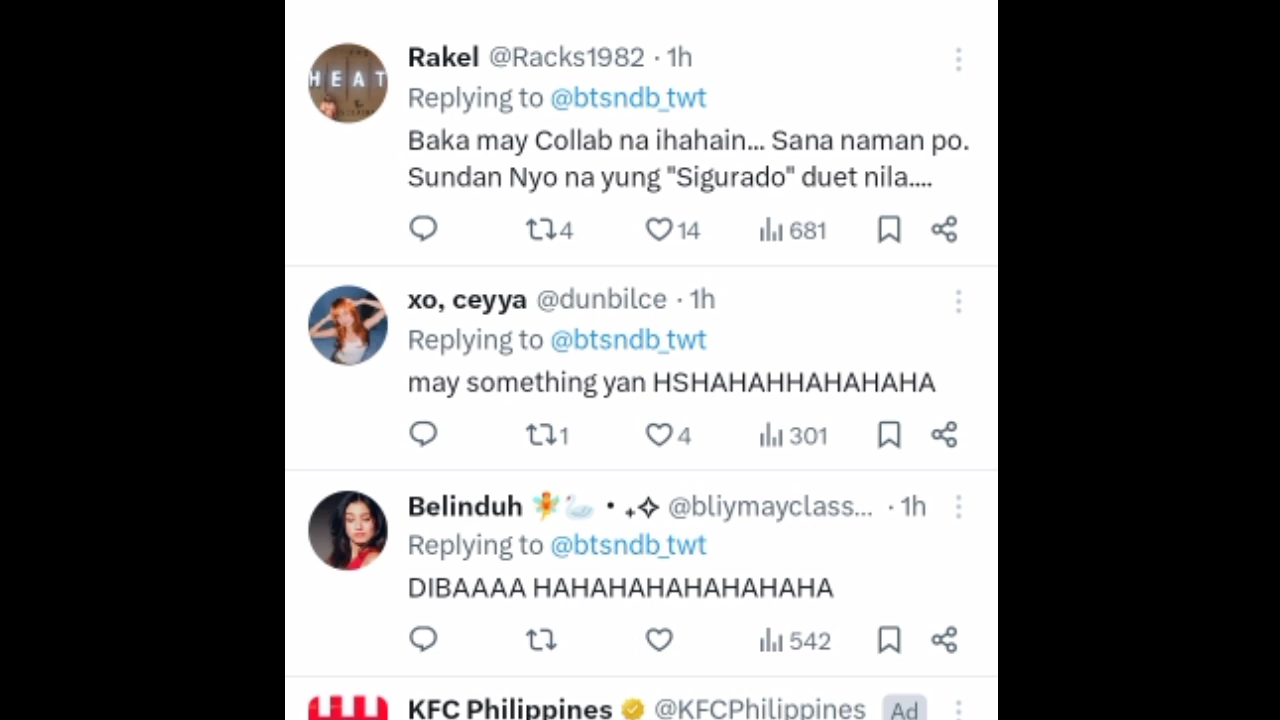 HEAT
Rakel @Racks1982 · 1h
Replying to @btsndb_twt
Baka may Collab na ihahain... Sana naman po.
Sundan Nyo na yung "Sigurado" duet nila....
4 14 681
xo, ceyya @dunbilce · 1h
Replying to @btsndb_twt
may something yan HSHAHAHHAHAHAHA
1 4 301
Belinduh 🧚🦢 • ₊✧ @bliymayclass... · 1h
Replying to @btsndb_twt
DIBAAAA HAHAHAHAHAHAHAHA
542
KFC Philippines @KFCPhilippines Ad